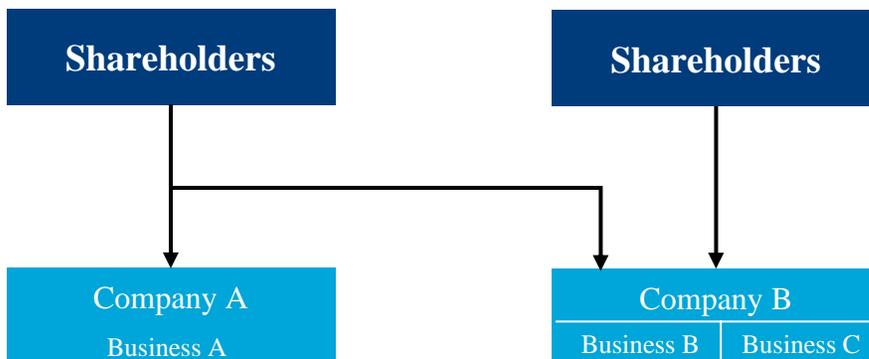 Shareholders
Shareholders
Company A
Business A
Company B
Business B
Business C